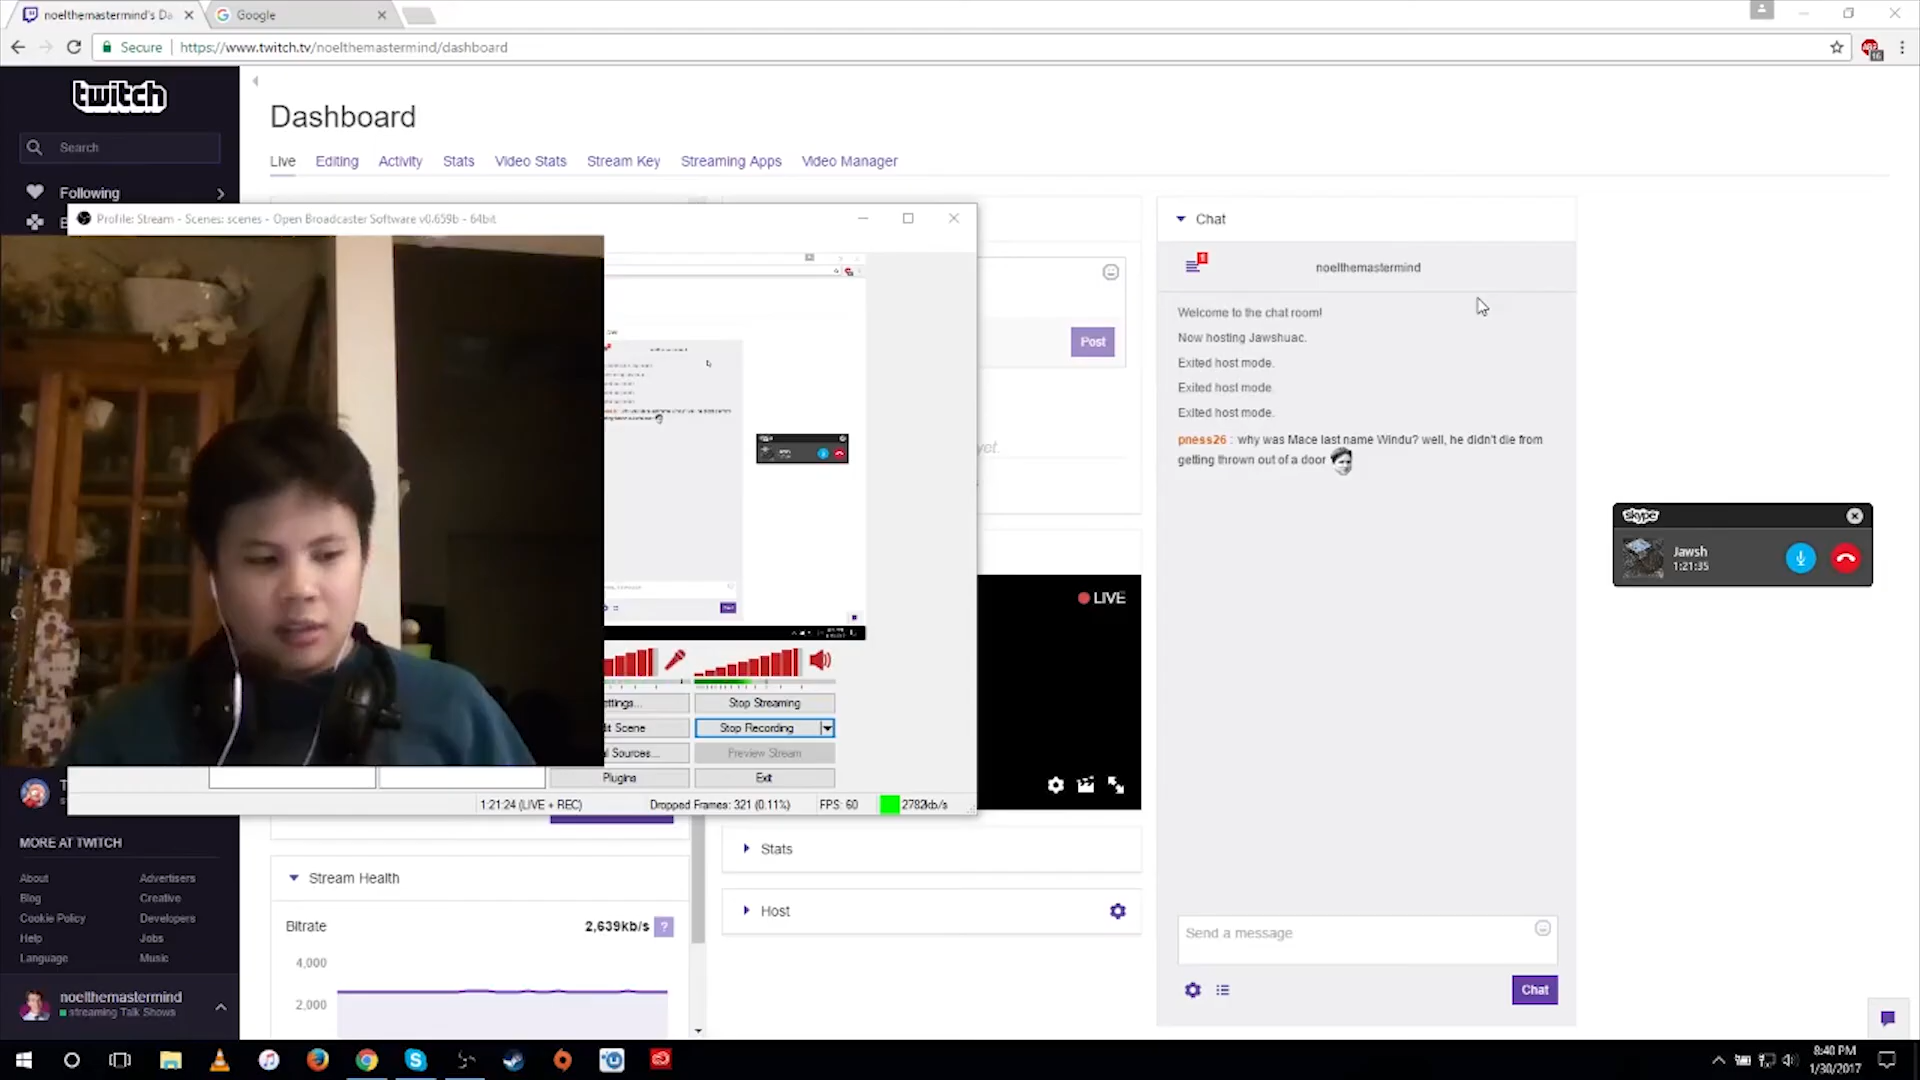 noelthemastermind's Da
Google
Secure
https://www.twitch.tv/noelthemastermind/dashboard
twitch
Search
Following
Dashboard
Live Editing Activity Stats Video Stats Stream Key Streaming Apps Video Manager
Profile: Stream - Scenes: scenes - Open Broadcaster Software v0.659b - 64bit
ettings...
Stop Streaming
it Scene
Stop Recording
l Sources...
Preview Stream
Plugins
Exit
1:21:24 (LIVE + REC)
Dropped Frames: 321 (0.11%)
FPS: 60
2782kb/s
Post
yet.
LIVE
Stats
Host
Chat
1
noelthemastermind
Welcome to the chat room!
Now hosting Jawshuac.
Exited host mode.
Exited host mode.
Exited host mode.
pness26 : why was Mace last name Windu? well, he didn't die from
getting thrown out of a door
Send a message
Chat
skype
Jawsh
1:21:35
MORE AT TWITCH
About Advertisers
Blog Creative
Cookie Policy Developers
Help Jobs
Language Music
noelthemastermind
streaming Talk Shows
Stream Health
Bitrate
2,639kb/s ?
4,000
2,000
8:40 PM
1/30/2017